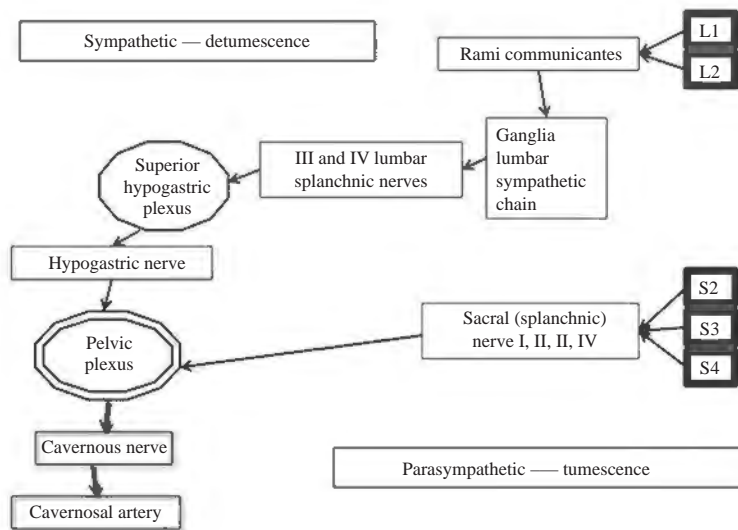 Sympathetic — detumescence
L1
L2
Rami communicantes
Ganglia
lumbar
sympathetic
chain
III and IV lumbar
splanchnic nerves
Superior
hypogastric
plexus
Hypogastric nerve
Pelvic
plexus
S2
S3
S4
Sacral (splanchnic)
nerve I, II, II, IV
Cavernous nerve
Cavernosal artery
Parasympathetic — tumescence